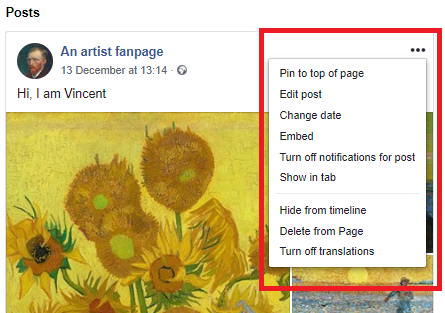 Posts
An artist fanpage
13 December at 13:14 ·
Hi, I am Vincent
Pin to top of page
Edit post
Change date
Embed
Turn off notifications for post
Show in tab
Hide from timeline
Delete from Page
Turn off translations